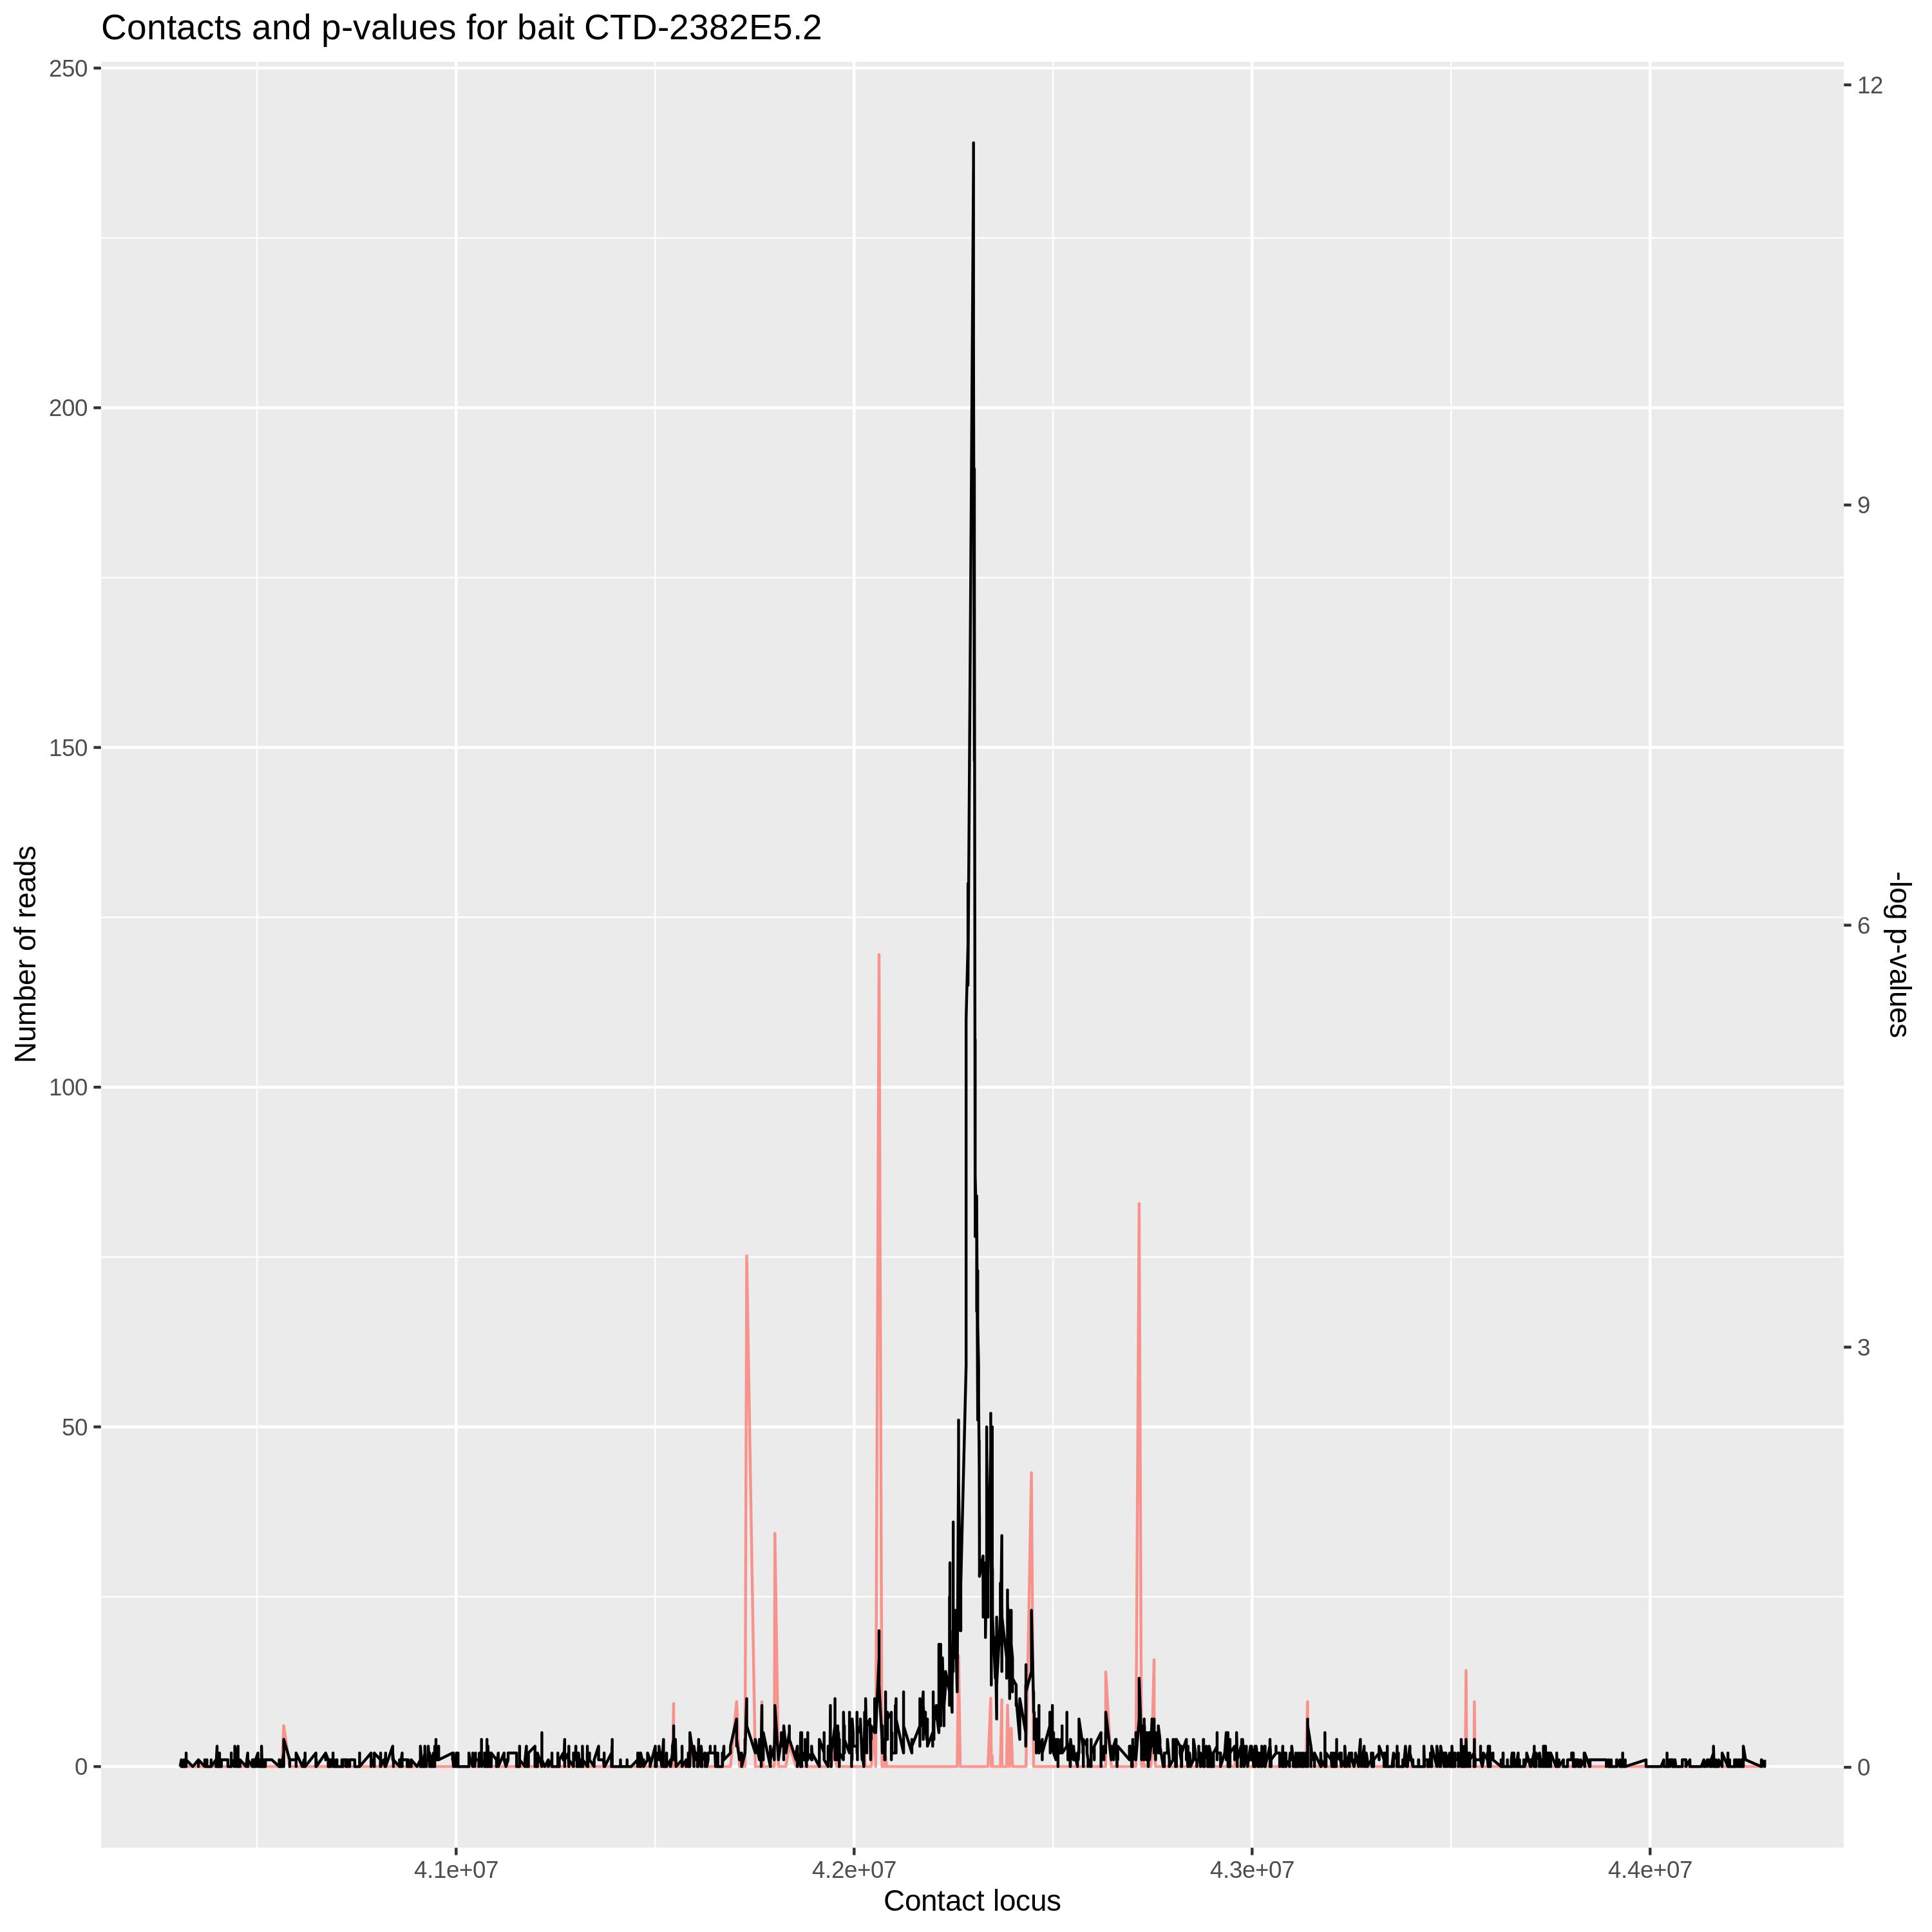 Contacts and p-values for bait CTD-2382E5.2
250
200
150
100
50
0
Number of reads
12
9
6
3
0
-log p-values
4.1e+07
4.2e+07
4.3e+07
4.4e+07
Contact locus